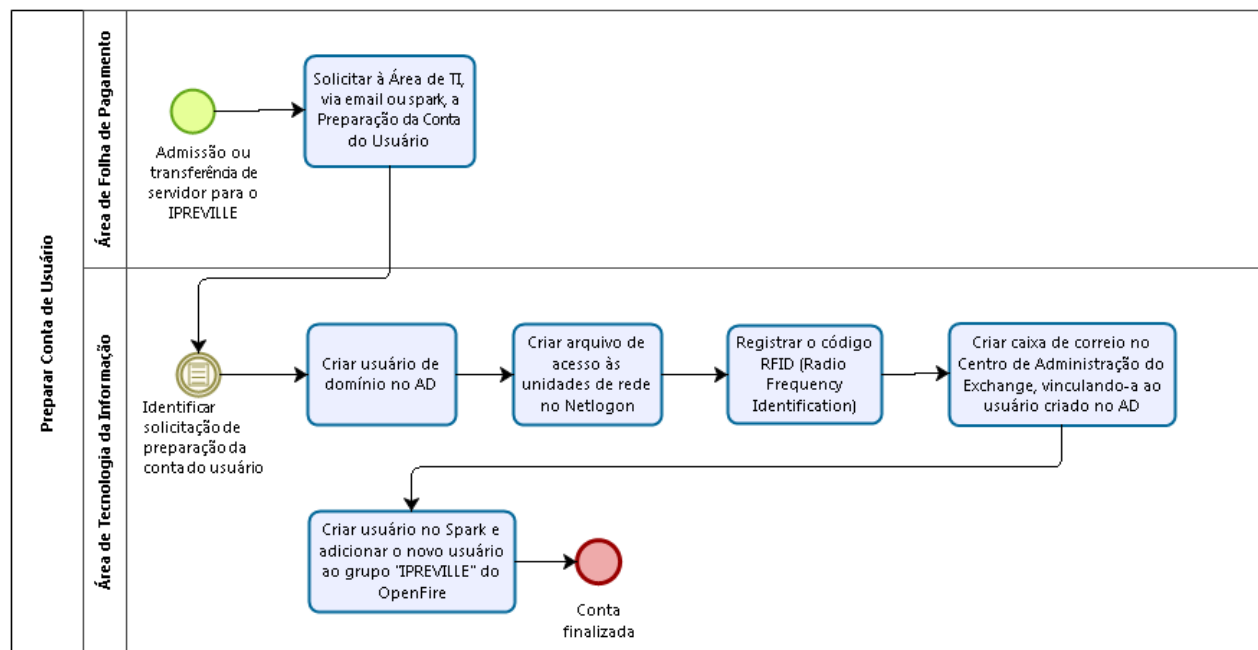 Preparar Conta de Usuário
Área de Folha de Pagamento
Admissão ou
transferência de
servidor para o
IPREVILLE
Solicitar à Área de TI,
via email ou spark, a
Preparação da Conta
do Usuário
Área de Tecnologia da Informação
Identificar
solicitação de
preparação da
conta do usuário
Criar usuário de
domínio no AD
Criar arquivo de
acesso às
unidades de rede
no Netlogon
Registrar o código
RFID (Radio
Frequency
Identification)
Criar caixa de correio no
Centro de Administração do
Exchange, vinculando-a ao
usuário criado no AD
Criar usuário no Spark e
adicionar o novo usuário
ao grupo "IPREVILLE" do
OpenFire
Conta
finalizada